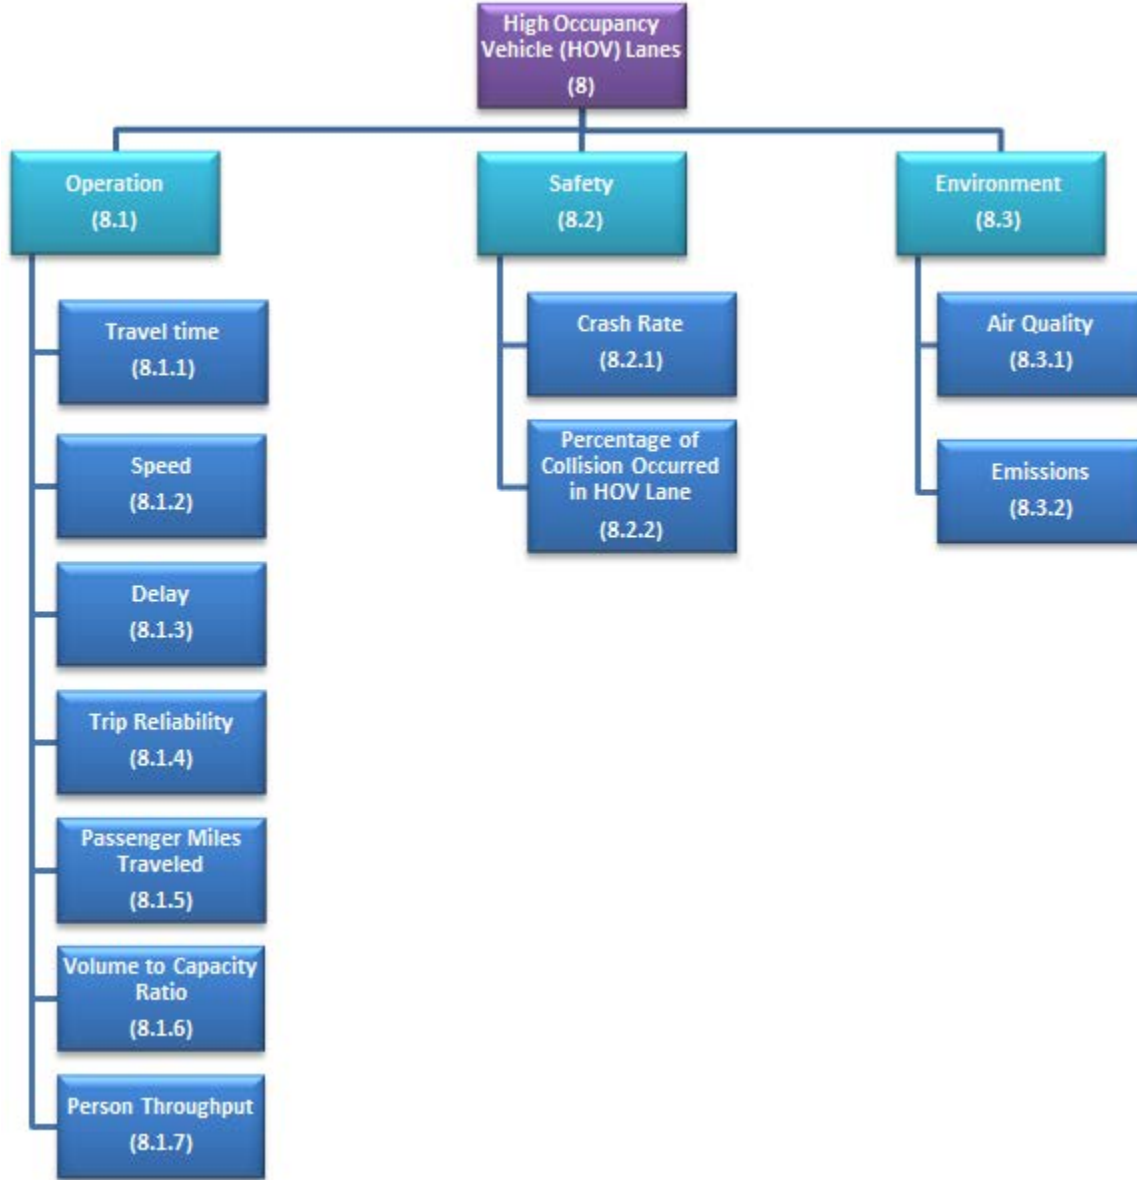 High Occupancy
Vehicle (HOV) Lanes
(8)
Operation
(8.1)
Travel time
(8.1.1)
Speed
(8.1.2)
Delay
(8.1.3)
Trip Reliability
(8.1.4)
Passenger Miles
Traveled
(8.1.5)
Volume to Capacity
Ratio
(8.1.6)
Person Throughput
(8.1.7)
Safety
(8.2)
Crash Rate
(8.2.1)
Percentage of
Collision Occurred
in HOV Lane
(8.2.2)
Environment
(8.3)
Air Quality
(8.3.1)
Emissions
(8.3.2)